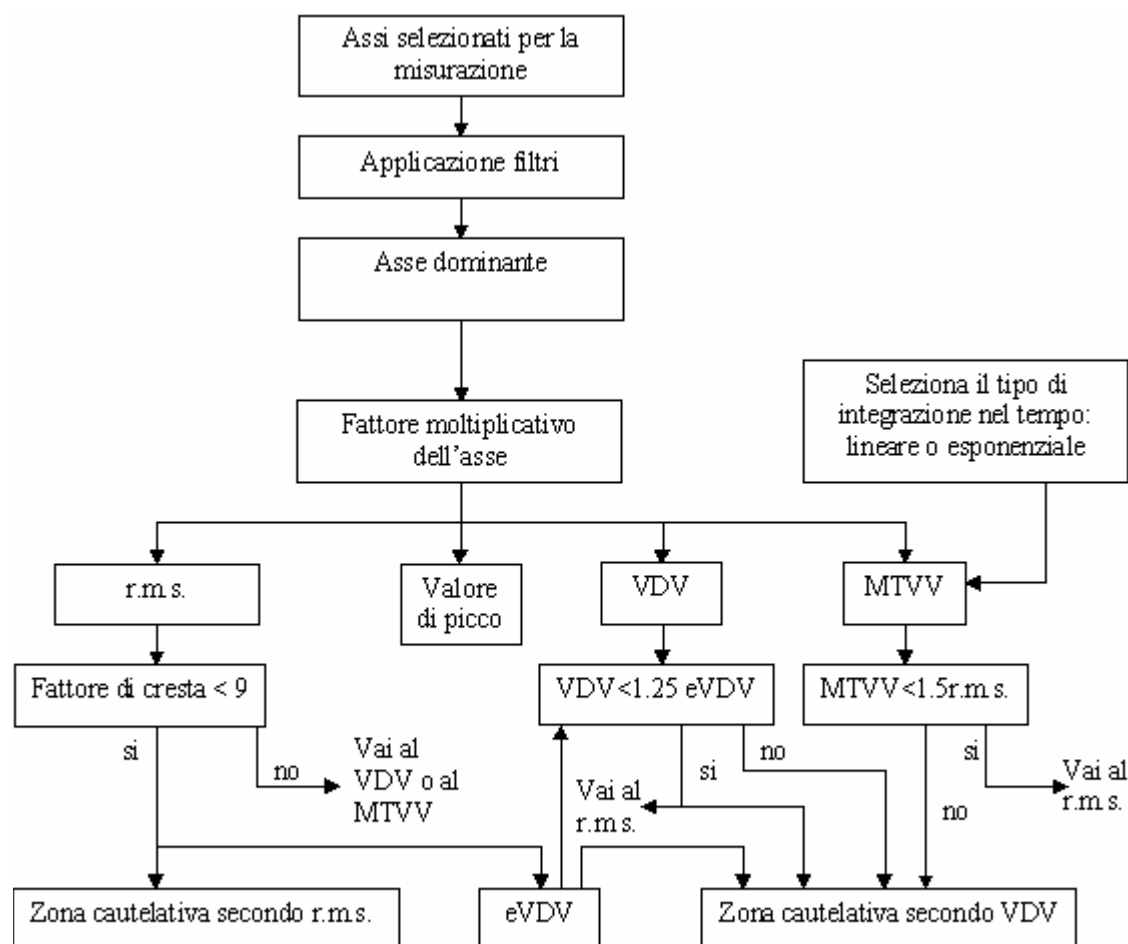 Assi selezionati per la
misurazione
Applicazione filtri
Asse dominante
Seleziona il tipo di
integrazione nel tempo:
lineare o esponenziale
Fattore moltiplicativo
dell'asse
r.m.s.
Valore
di picco
VDV
MTVV
Fattore di cresta < 9
VDV<1.25 eVDV
MTVV<1.5r.m.s.
si
no
Vai al
VDV o al
MTVV
Vai al
r.m.s.
si
no
no
si
Vai al
r.m.s.
Zona cautelativa secondo r.m.s.
eVDV
Zona cautelativa secondo VDV